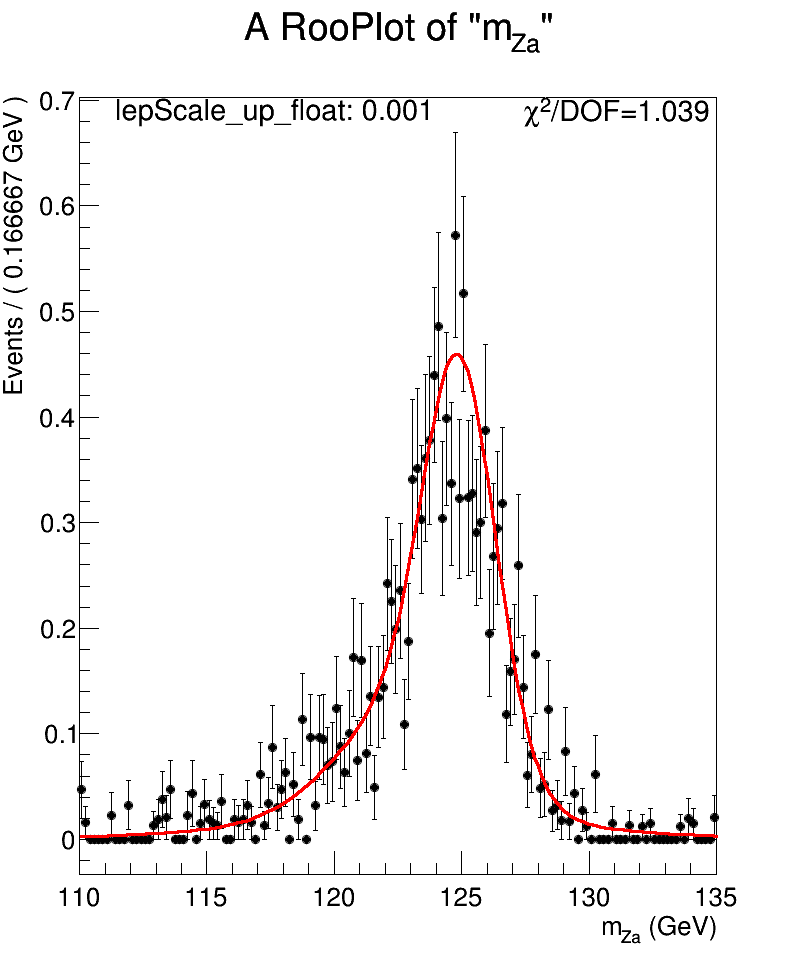 A RooPlot of "m_Za"
lepScale_up_float: 0.001
χ²/DOF=1.039
Events / ( 0.166667 GeV )
0.7
0.6
0.5
0.4
0.3
0.2
0.1
0
110 115 120 125 130 135
m_Za (GeV)